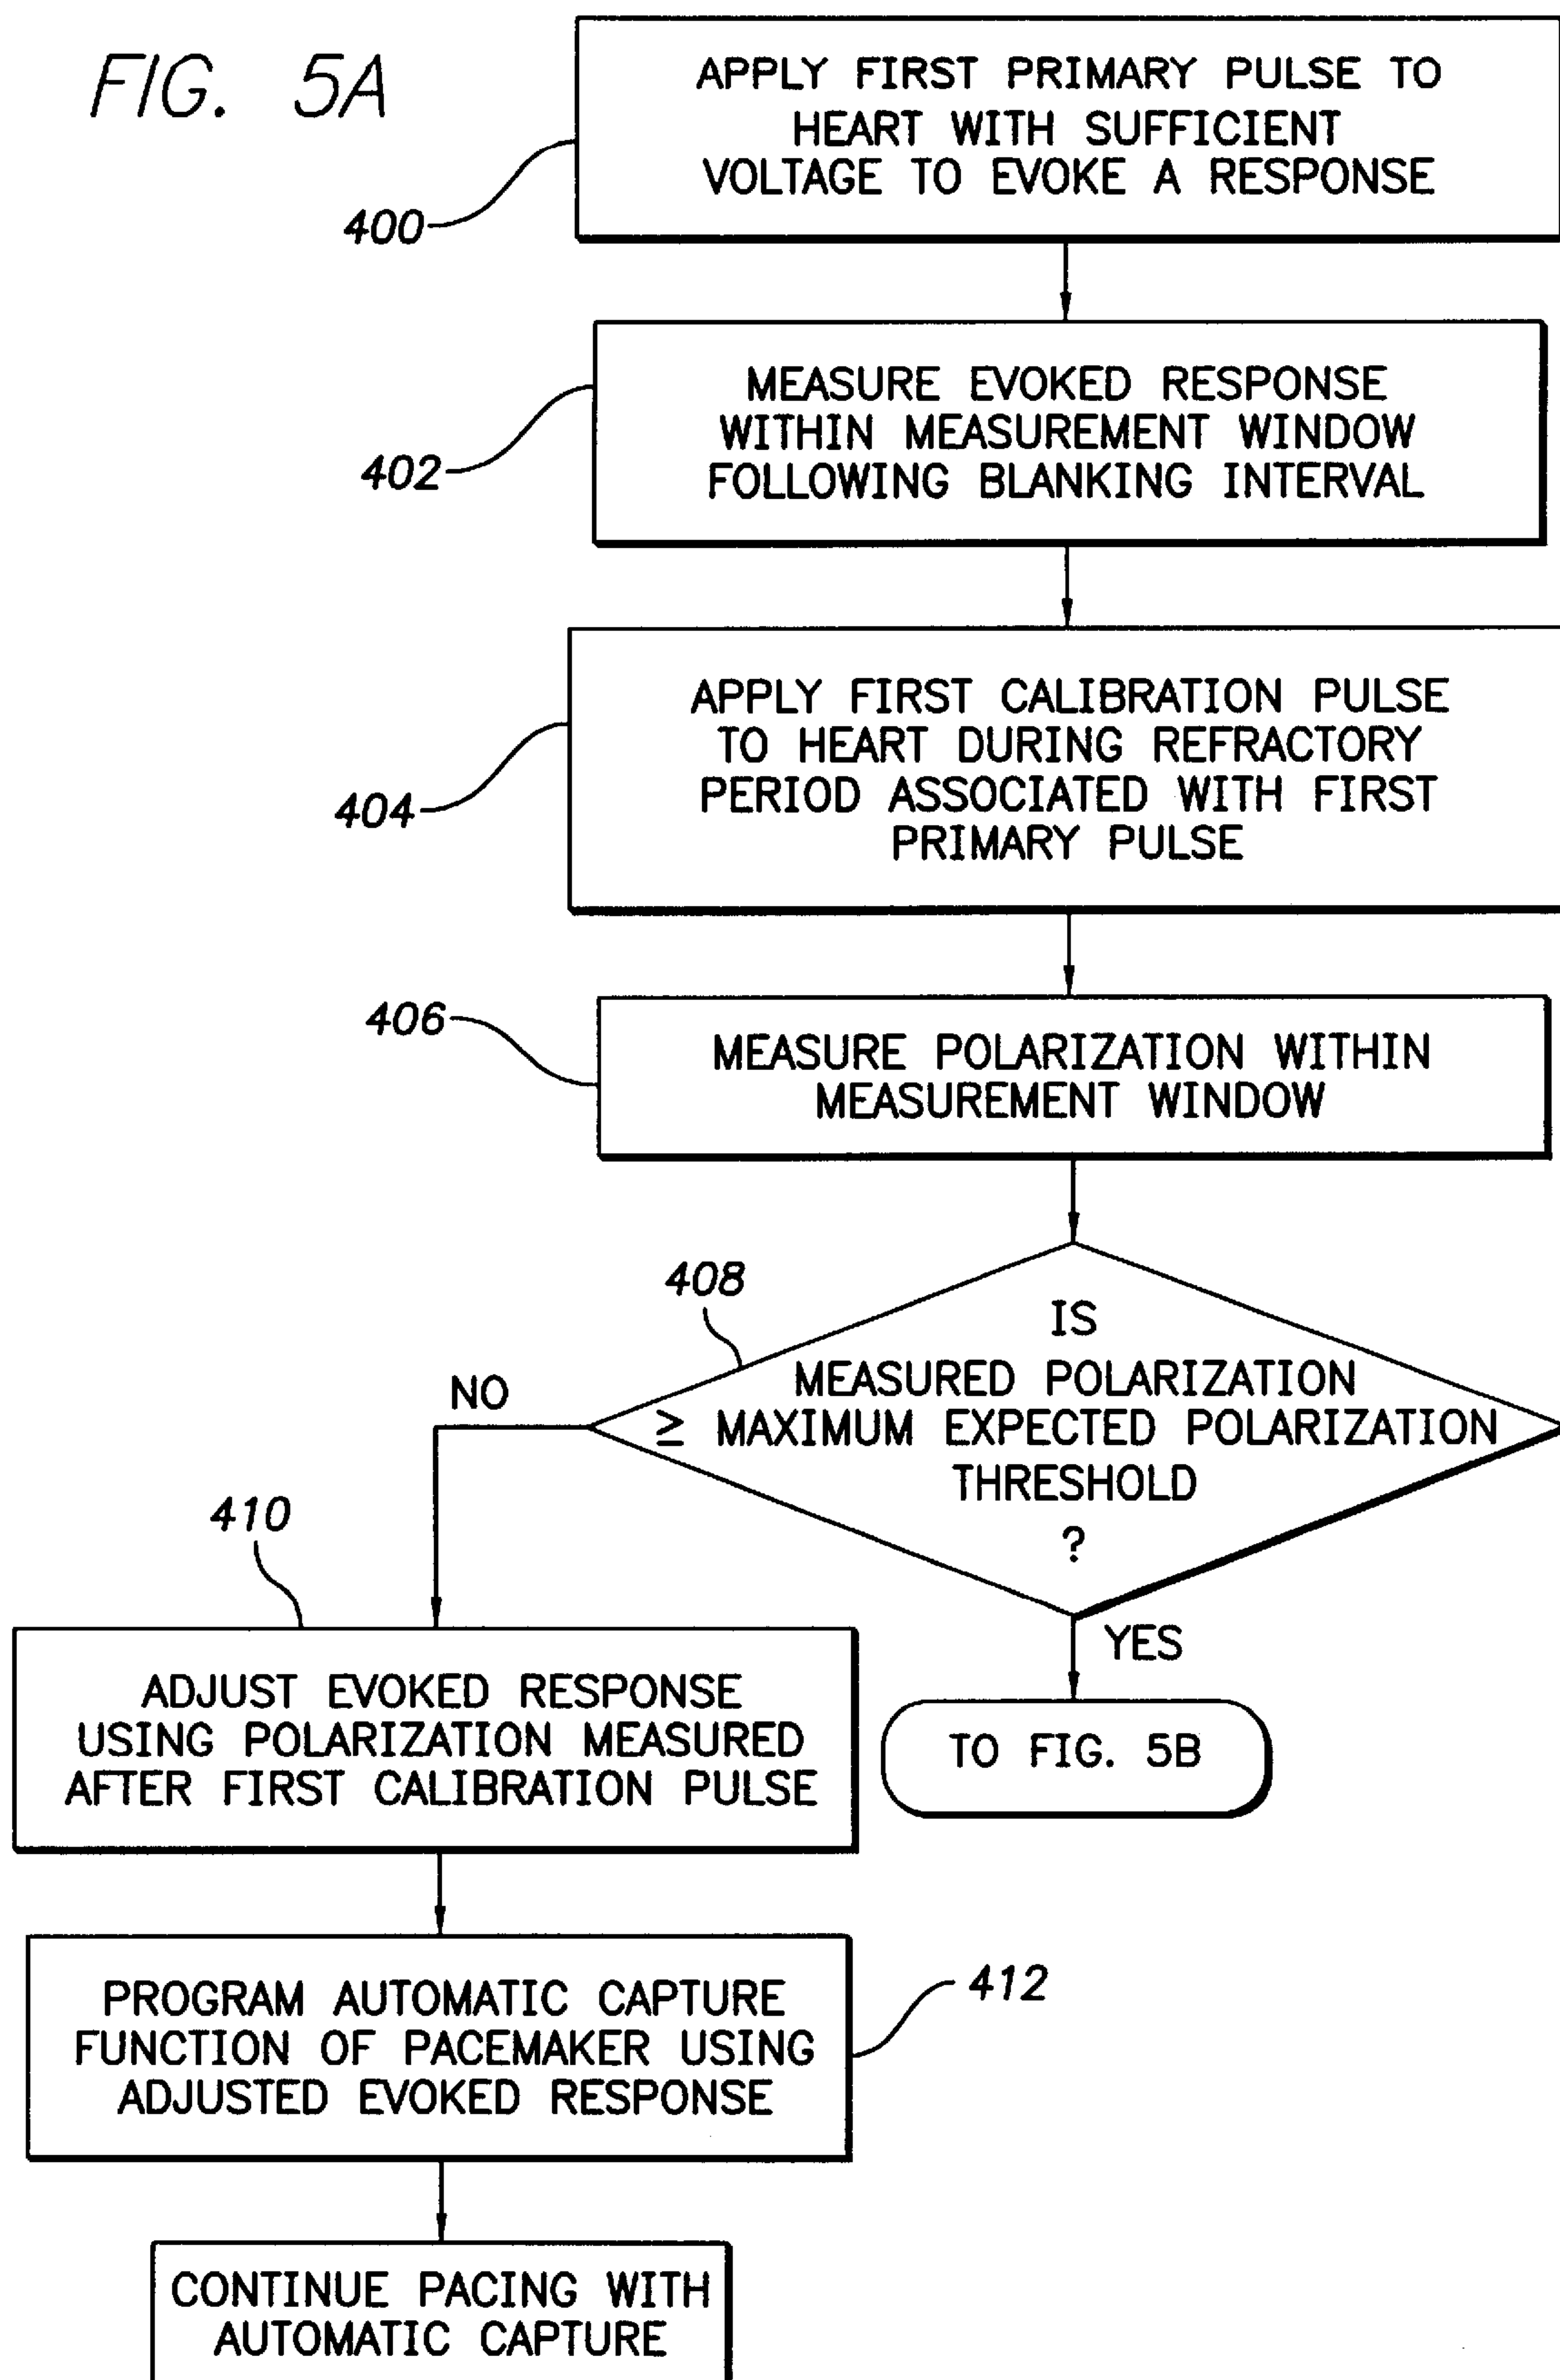 FIG. 5A
APPLY FIRST PRIMARY PULSE TO
HEART WITH SUFFICIENT
VOLTAGE TO EVOKE A RESPONSE
400
MEASURE EVOKED RESPONSE
WITHIN MEASUREMENT WINDOW
FOLLOWING BLANKING INTERVAL
402
APPLY FIRST CALIBRATION PULSE
TO HEART DURING REFRACTORY
PERIOD ASSOCIATED WITH FIRST
PRIMARY PULSE
404
406
MEASURE POLARIZATION WITHIN
MEASUREMENT WINDOW
408
IS
MEASURED POLARIZATION
≥ MAXIMUM EXPECTED POLARIZATION
THRESHOLD
?
NO
YES
410
ADJUST EVOKED RESPONSE
USING POLARIZATION MEASURED
AFTER FIRST CALIBRATION PULSE
TO FIG. 5B
PROGRAM AUTOMATIC CAPTURE
FUNCTION OF PACEMAKER USING
ADJUSTED EVOKED RESPONSE
412
CONTINUE PACING WITH
AUTOMATIC CAPTURE